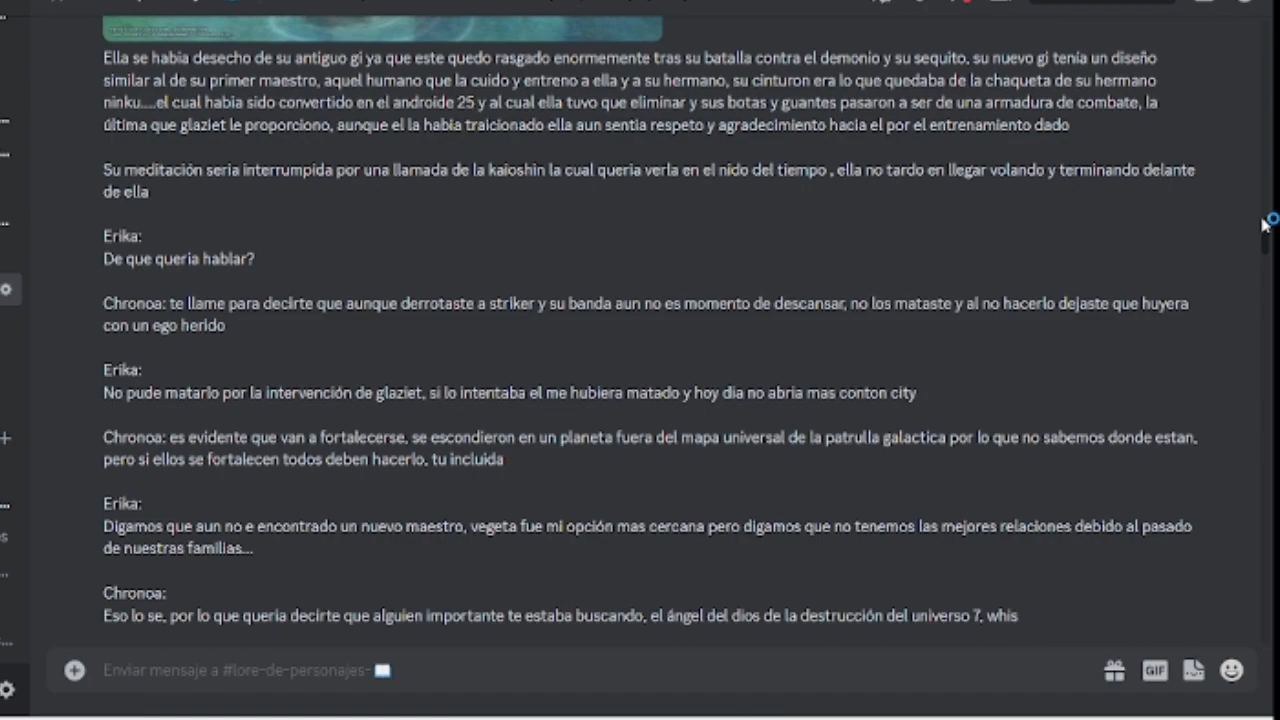 Ella se habia desecho de su antiguo gi ya que este quedo rasgado enormemente tras su batalla contra el demonio y su sequito, su nuevo gi tenia un diseño
similar al de su primer maestro, aquel humano que la cuido y entreno a ella y a su hermano, su cinturon era lo que quedaba de la chaqueta de su hermano
ninku....el cual habia sido convertido en el androide 25 y al cual ella tuvo que eliminar y sus botas y guantes pasaron a ser de una armadura de combate, la
última que glaziet le proporciono, aunque el la habia traicionado ella aun sentia respeto y agradecimiento hacia el por el entrenamiento dado
Su meditación seria interrumpida por una llamada de la kaioshin la cual queria verla en el nido del tiempo , ella no tardo en llegar volando y terminando delante
de ella
Erika:
De que queria hablar?
Chronoa: te llame para decirte que aunque derrotaste a striker y su banda aun no es momento de descansar, no los mataste y al no hacerlo dejaste que huyera
con un ego herido
Erika:
No pude matarlo por la intervención de glaziet, si lo intentaba el me hubiera matado y hoy dia no abria mas conton city
Chronoa: es evidente que van a fortalecerse, se escondieron en un planeta fuera del mapa universal de la patrulla galactica por lo que no sabemos donde estan,
pero si ellos se fortalecen todos deben hacerlo, tu incluida
Erika:
Digamos que aun no e encontrado un nuevo maestro, vegeta fue mi opción mas cercana pero digamos que no tenemos las mejores relaciones debido al pasado
de nuestras familias...
Chronoa:
Eso lo se, por lo que queria decirte que alguien importante te estaba buscando, el ángel del dios de la destrucción del universo 7, whis
Enviar mensaje a #lore-de-personajes-
GIF